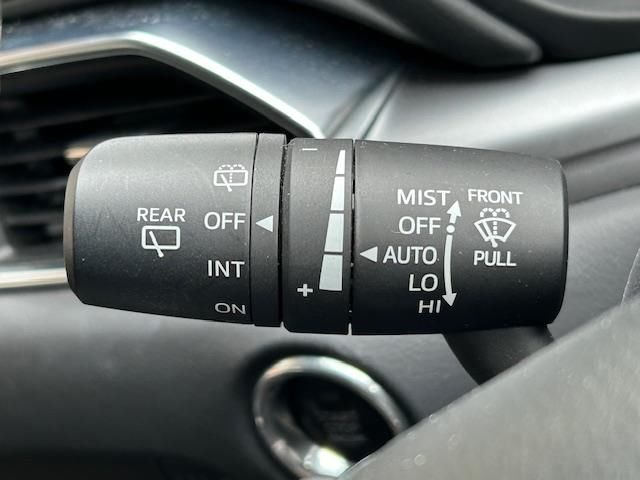 REAR
OFF
INT
ON
−
+
MIST
OFF
AUTO
LO
HI
FRONT
PULL